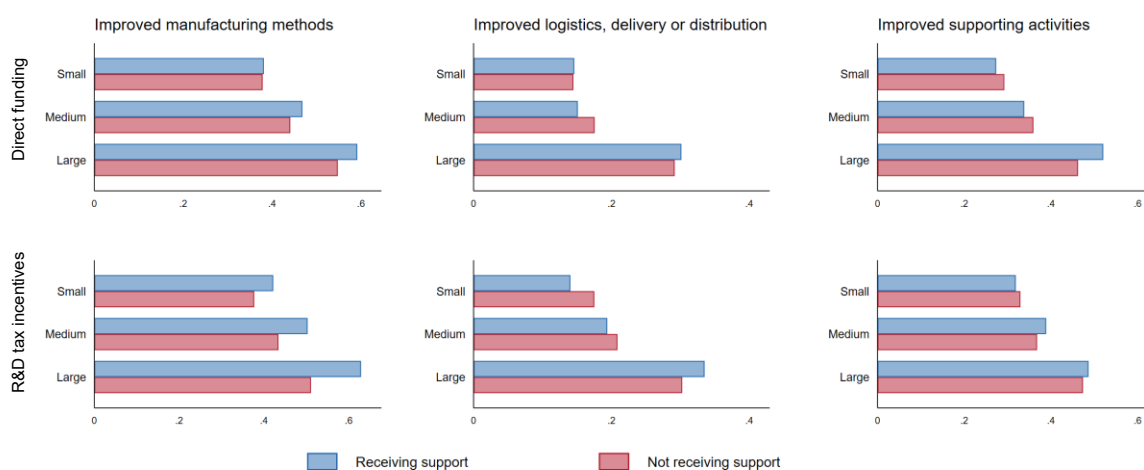 Improved manufacturing methods
Improved logistics, delivery or distribution
Improved supporting activities
Direct funding
Small
Medium
Large
0 .2 .4 .6
Small
Medium
Large
0 .2 .4
Small
Medium
Large
0 .2 .4 .6
R&D tax incentives
Small
Medium
Large
0 .2 .4 .6
Small
Medium
Large
0 .2 .4
Small
Medium
Large
0 .2 .4 .6
Receiving support
Not receiving support